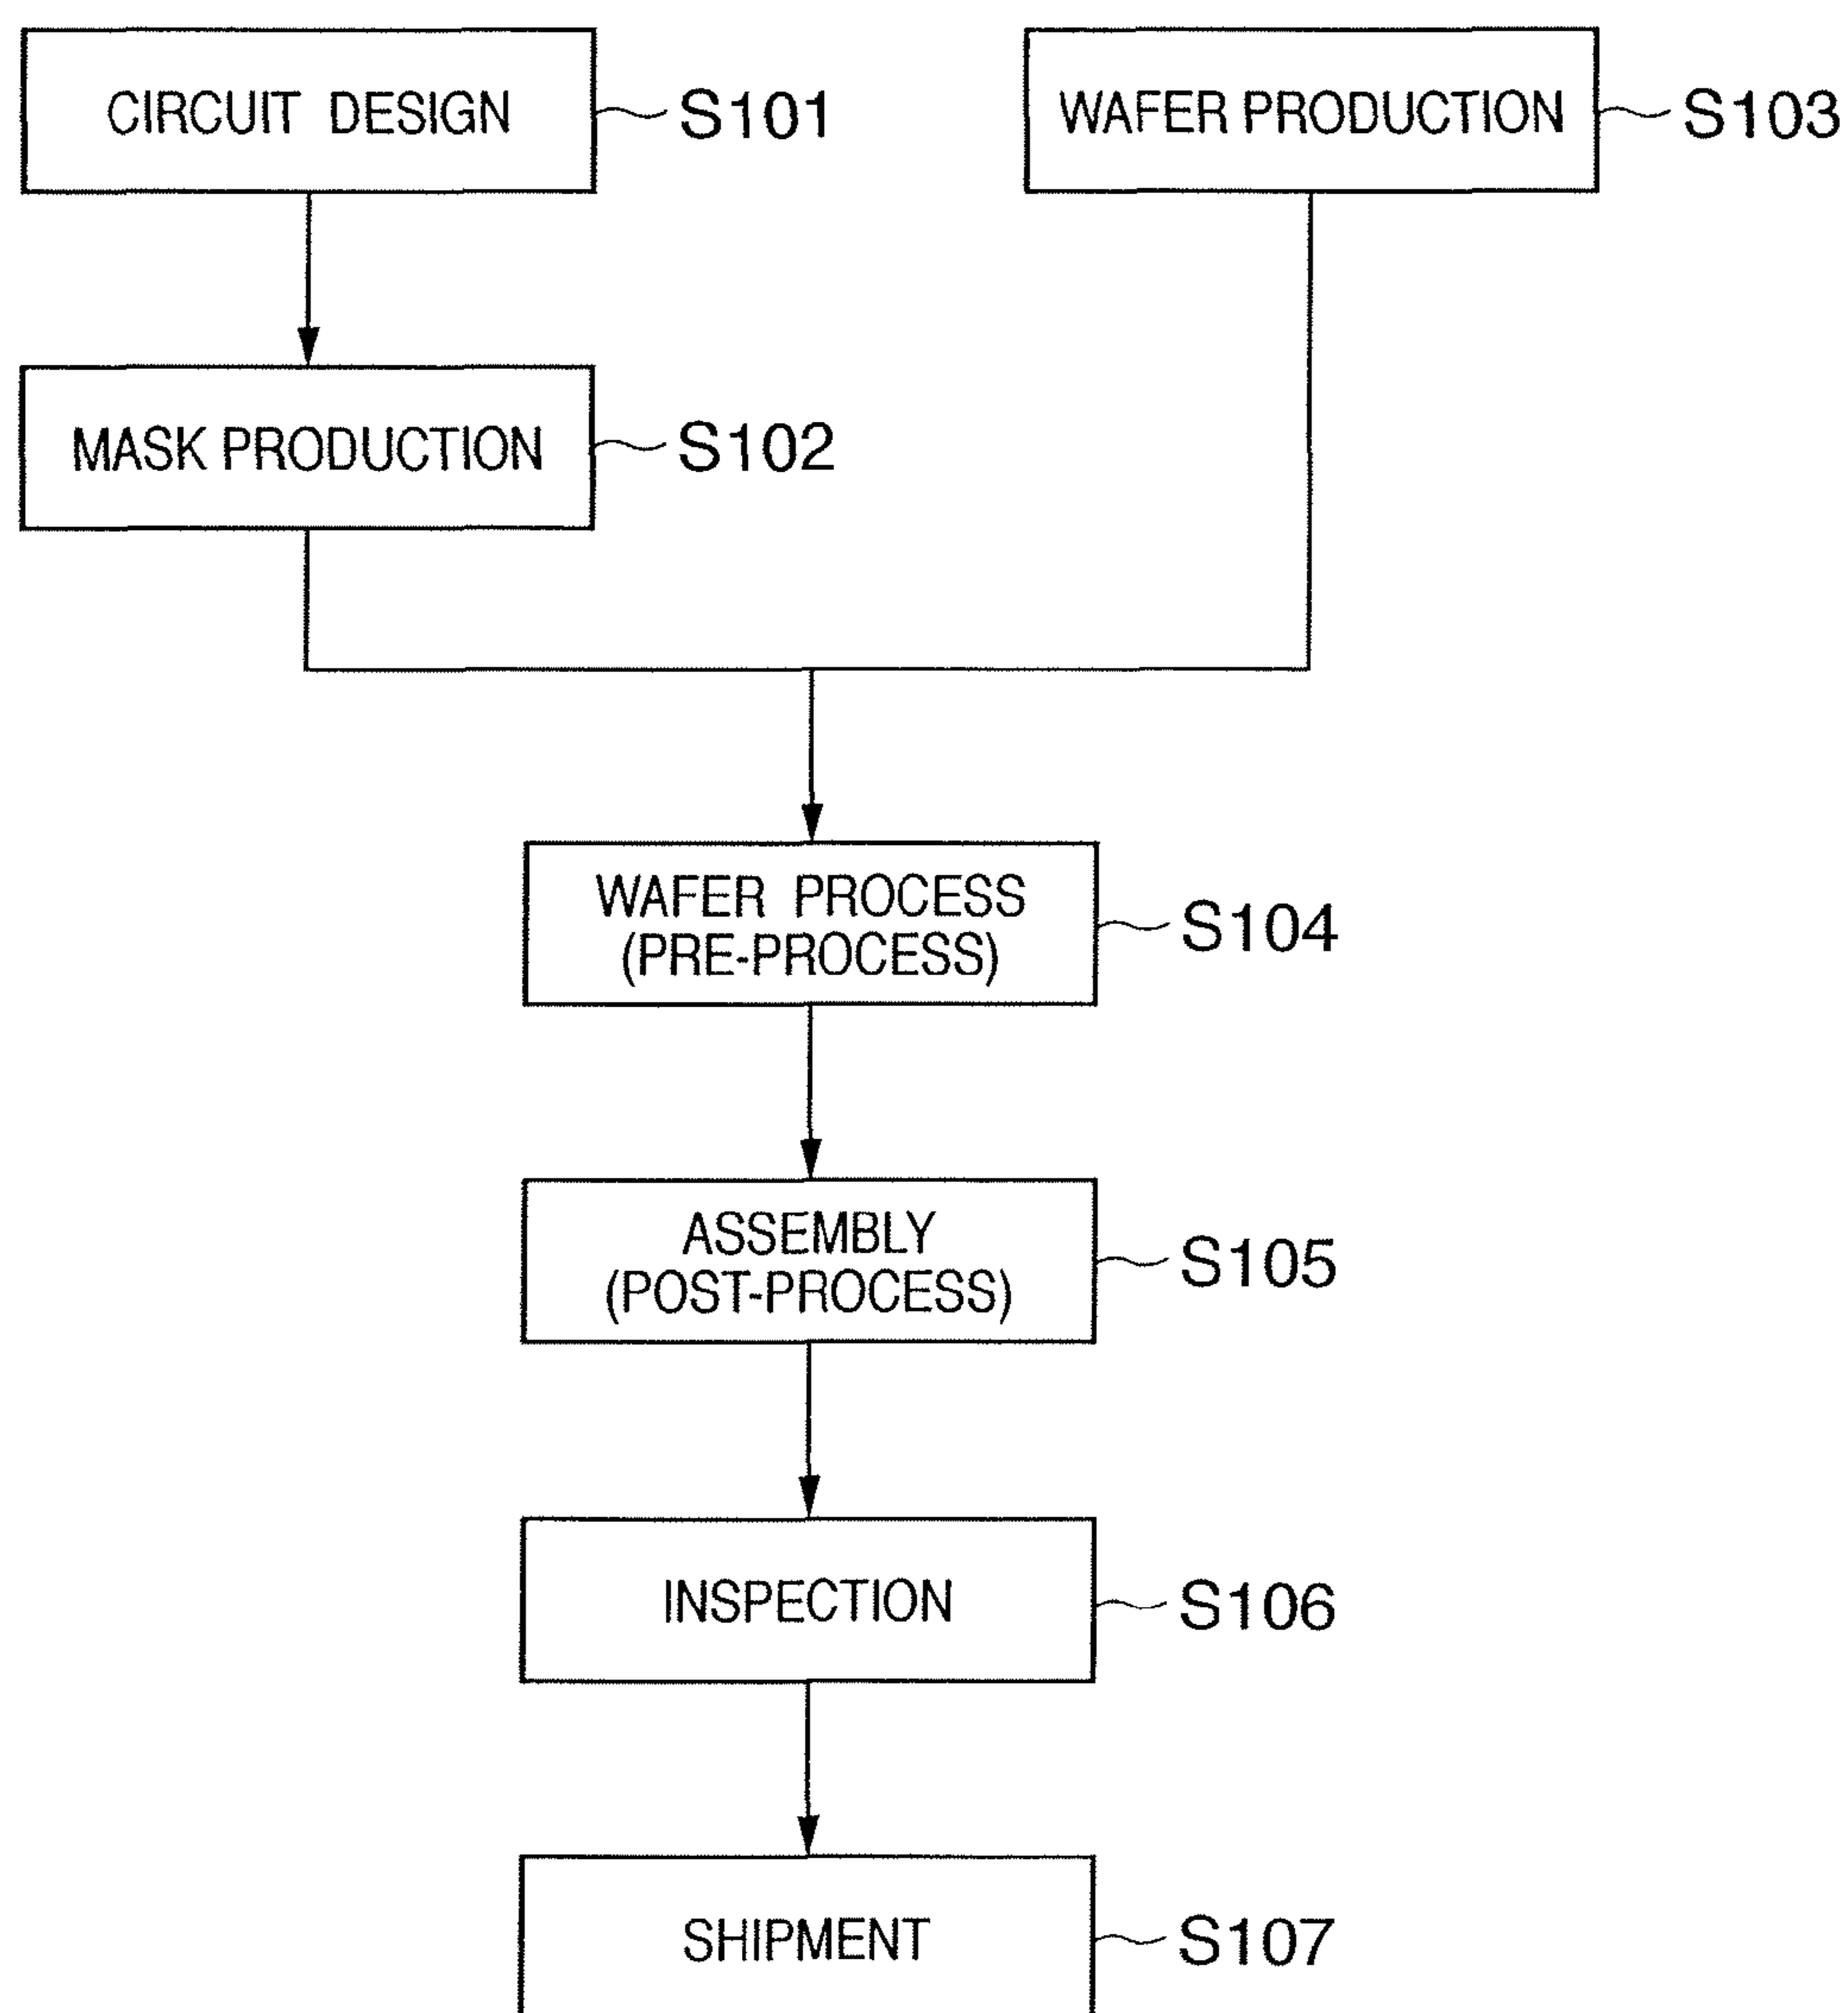 CIRCUIT DESIGN
S101
WAFER PRODUCTION
S103
MASK PRODUCTION
S102
WAFER PROCESS
(PRE-PROCESS)
S104
ASSEMBLY
(POST-PROCESS)
S105
INSPECTION
S106
SHIPMENT
S107